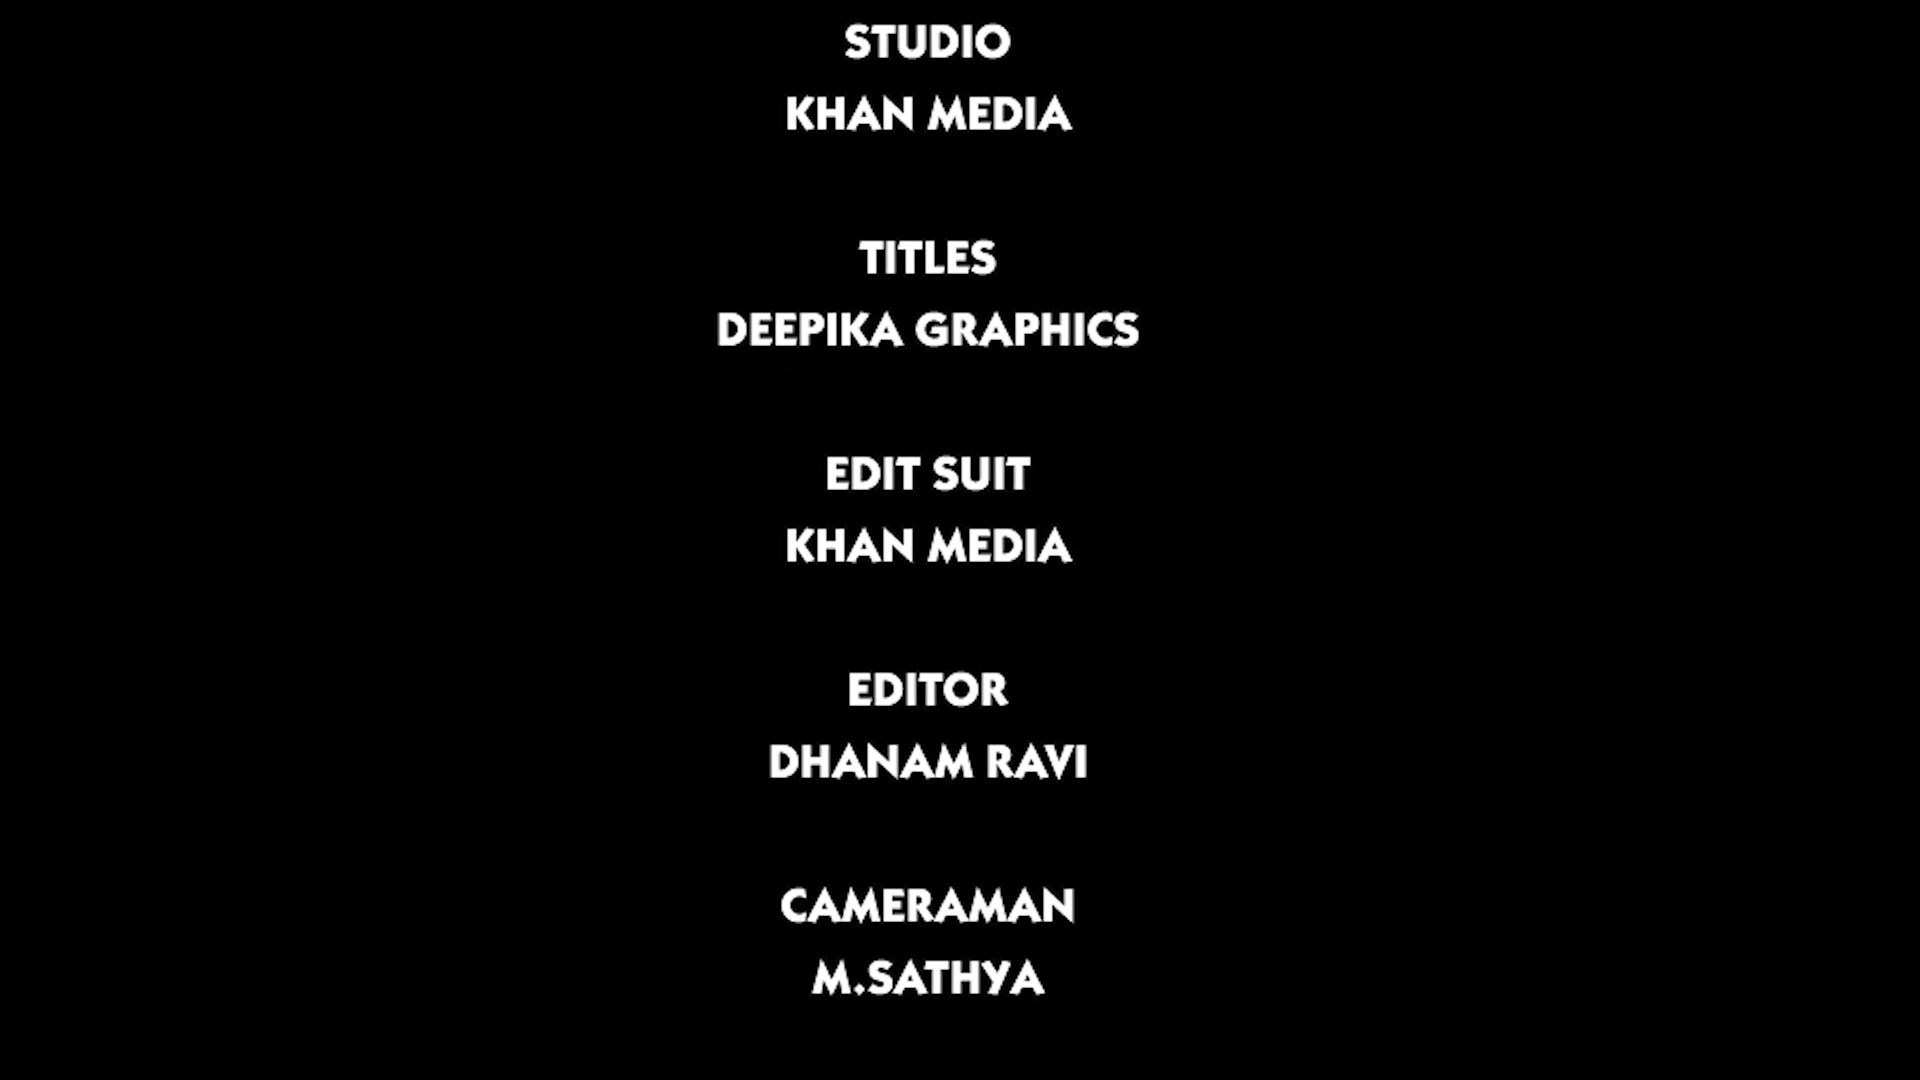 STUDIO
KHAN MEDIA
TITLES
DEEPIKA GRAPHICS
EDIT SUIT
KHAN MEDIA
EDITOR
DHANAM RAVI
CAMERAMAN
M.SATHYA